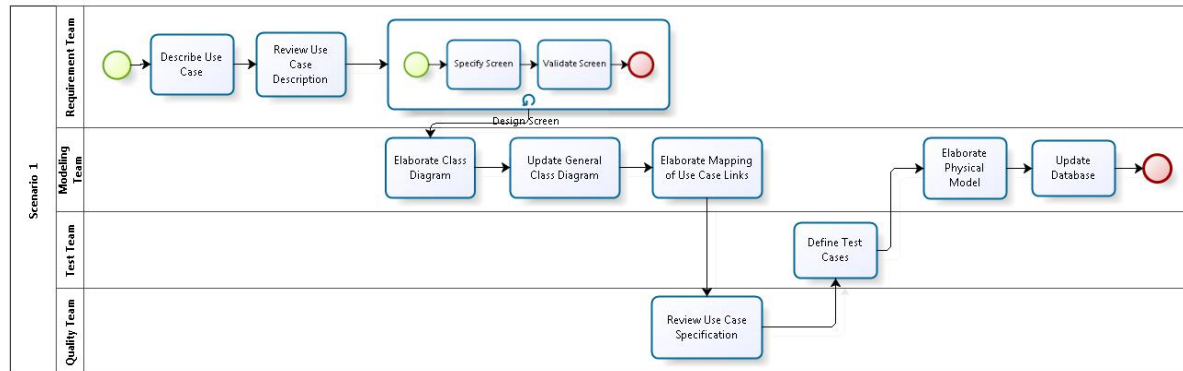 Scenario 1
Requirement Team
Describe Use
Case
Review Use
Case
Description
Specify Screen
Validate Screen
Design Screen
Modeling
Team
Elaborate Class
Diagram
Update General
Class Diagram
Elaborate Mapping
of Use Case Links
Elaborate
Physical
Model
Update
Database
Test Team
Define Test
Cases
Quality Team
Review Use Case
Specification